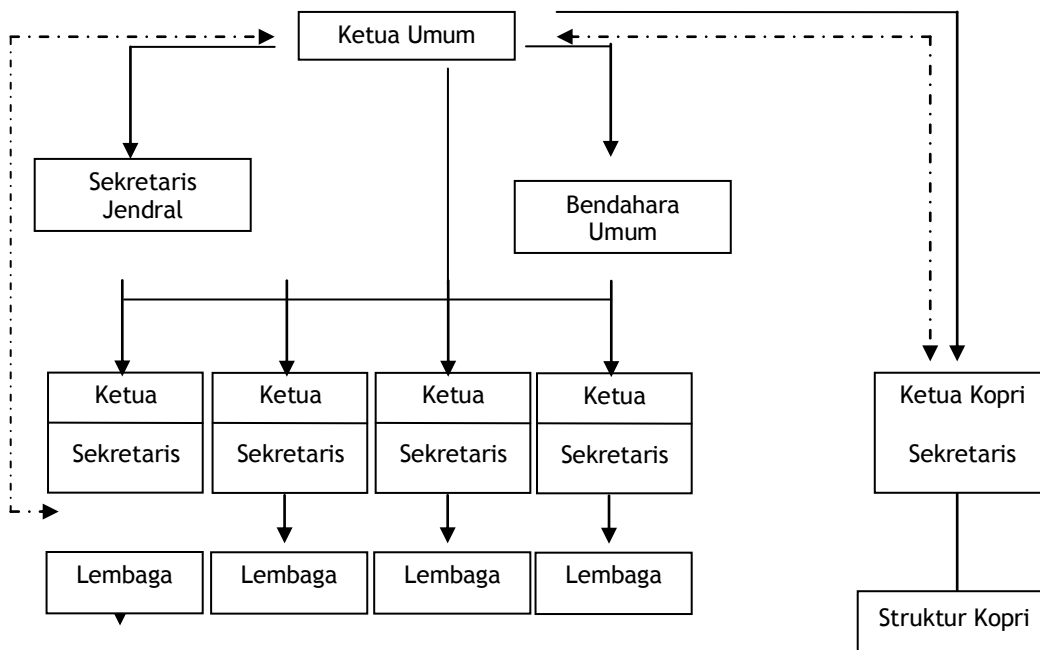 Ketua Umum
Sekretaris
Jendral
Bendahara
Umum
Ketua
Ketua
Ketua
Ketua
Ketua Kopri
Sekretaris
Sekretaris
Sekretaris
Sekretaris
Sekretaris
Lembaga
Lembaga
Lembaga
Lembaga
Struktur Kopri